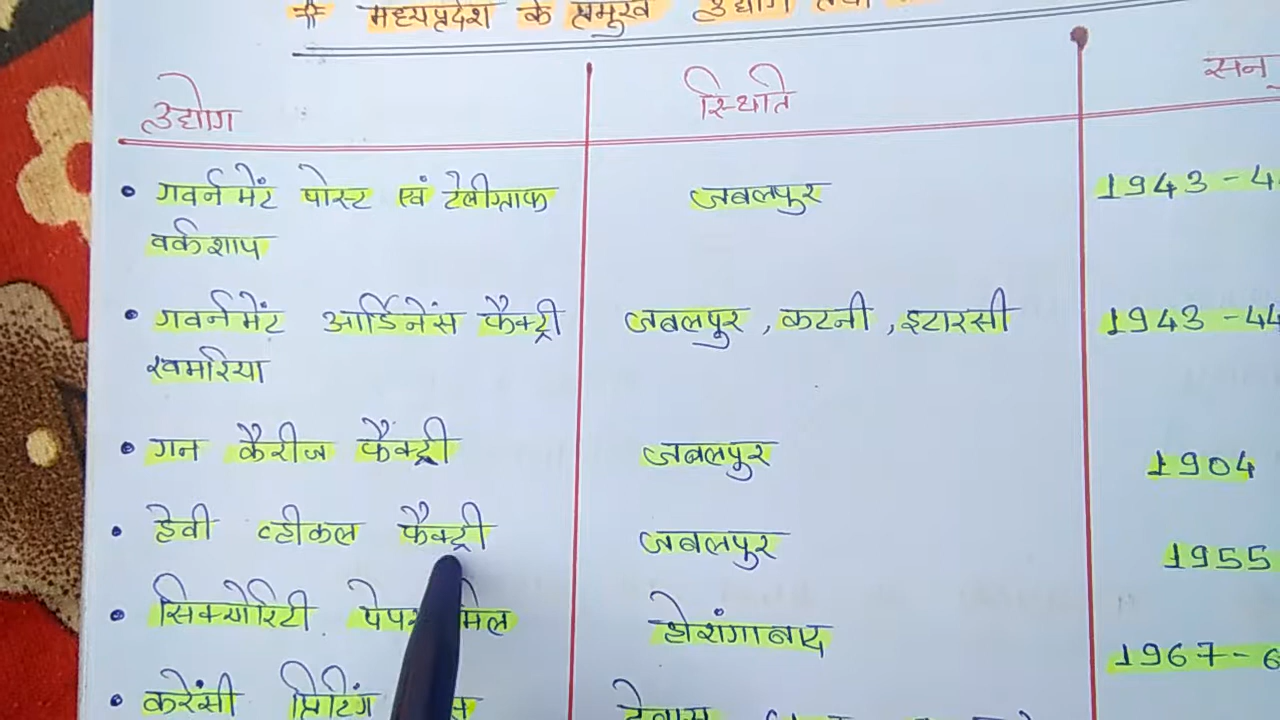 मध्यप्रदेश के प्रमुख उद्योग
उद्योग स्थिति सन्
• गवर्नमेंट पोस्ट एवं टेलीग्राफ जबलपुर 1943-4
वर्कशाप
• गवर्नमेंट आर्डिनेंस फैक्ट्री जबलपुर, कटनी, इटारसी 1943-44
खमरिया
• गन कैरीज फैक्ट्री जबलपुर 1904
• हेवी व्हीकल फैक्ट्री जबलपुर 1955
• सिक्योरिटी पेपर मिल होशंगाबाद 1967-6
• करेंसी प्रिटिंग देवास